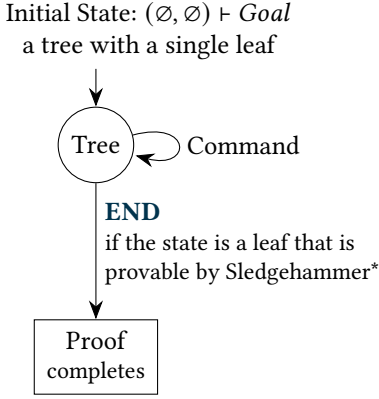 Initial State: (∅, ∅) ⊢ Goal
a tree with a single leaf
Tree
Command
END
if the state is a leaf that is
provable by Sledgehammer*
Proof
completes